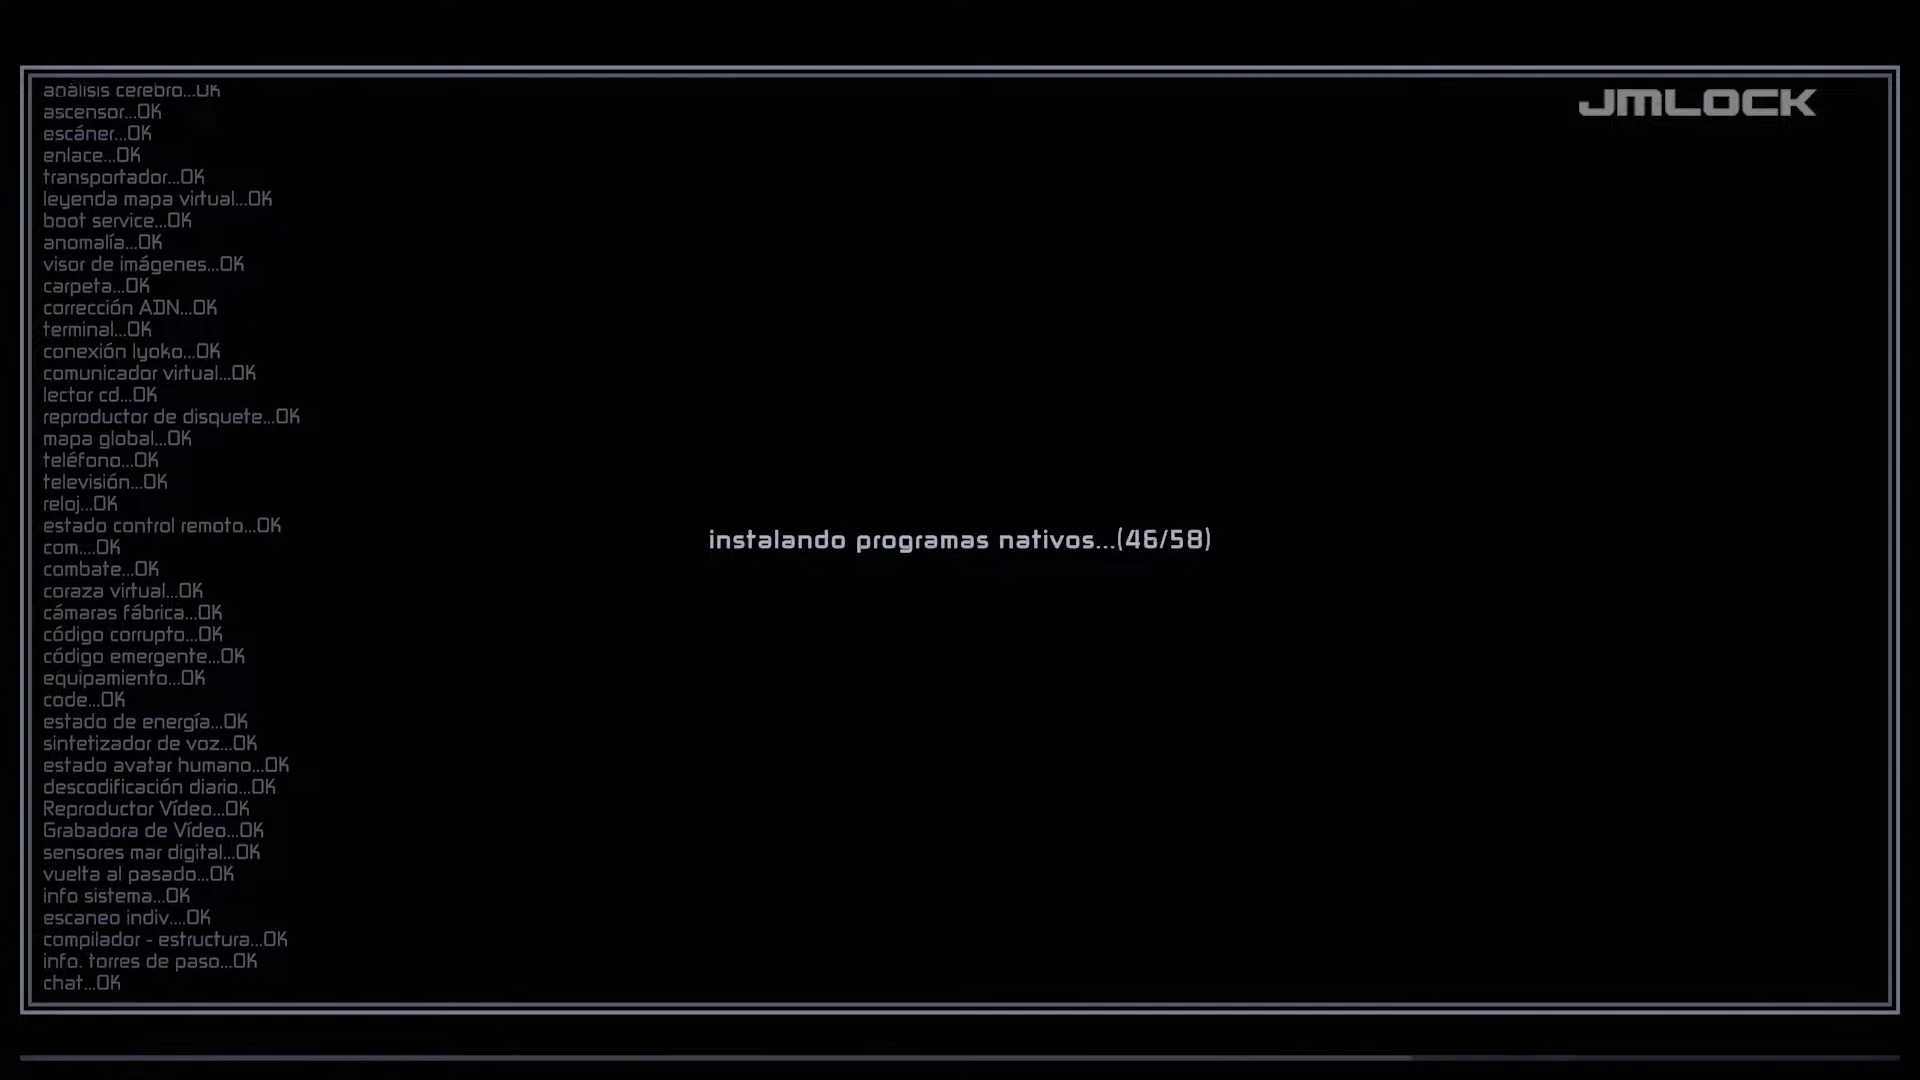 análisis cerebro...OK
JMLOCK
ascensor...OK
escáner...OK
enlace...OK
transportador...OK
leyenda mapa virtual...OK
boot service...OK
anomalía...OK
visor de imágenes...OK
carpeta...OK
corrección ADN...OK
terminal...OK
conexión lyoko...OK
comunicador virtual...OK
lector cd...OK
reproductor de disquete...OK
mapa global...OK
teléfono...OK
televisión...OK
reloj...OK
estado control remoto...OK
com....OK
instalando programas nativos...(46/58)
combate...OK
coraza virtual...OK
cámaras fábrica...OK
código corrupto...OK
código emergente...OK
equipamiento...OK
code...OK
estado de energía...OK
sintetizador de voz...OK
estado avatar humano...OK
descodificación diario...OK
Reproductor Vídeo...OK
Grabadora de Vídeo...OK
sensores mar digital...OK
vuelta al pasado...OK
info sistema...OK
escaneo indiv....OK
compilador - estructura...OK
info. torres de paso...OK
chat...OK